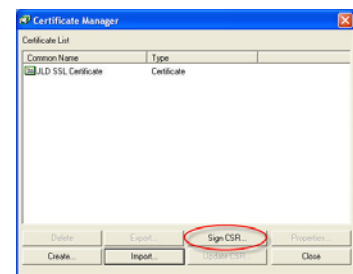 Certificate Manager
Certificate List
Common Name Type
JLD SSL Certificate Certificate
Delete Export... Sign CSR... Properties...
Create... Import... Update CSR... Close